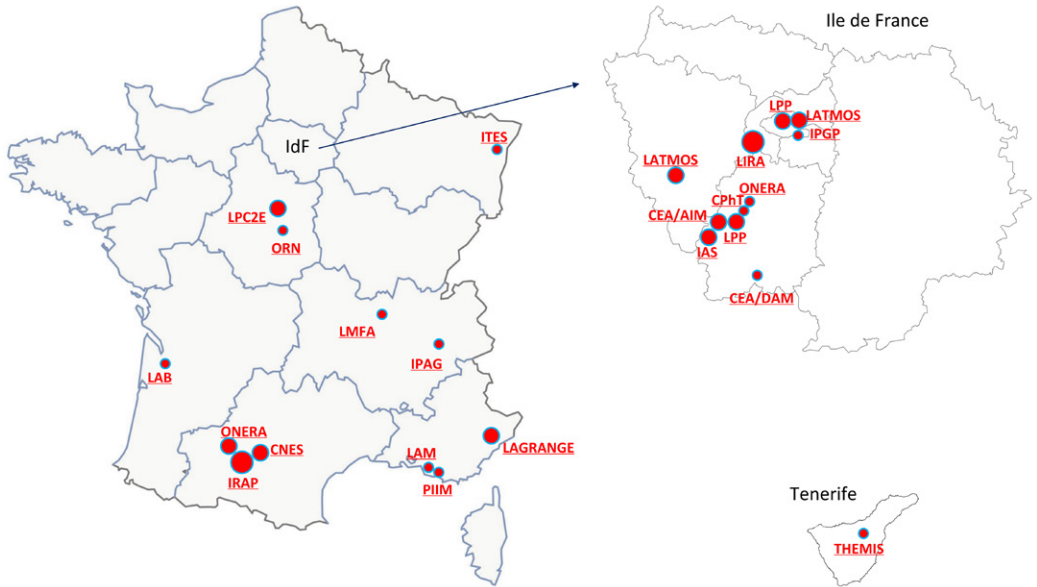 IdF
ITES
LPC2E
ORN
LMFA
IPAG
LAB
ONERA
CNES
IRAP
LAM
PIIM
LAGRANGE
Ile de France
LPP
LATMOS
IPGP
LIRA
LATMOS
ONERA
CPhT
CEA/AIM
LPP
IAS
CEA/DAM
Tenerife
THEMIS